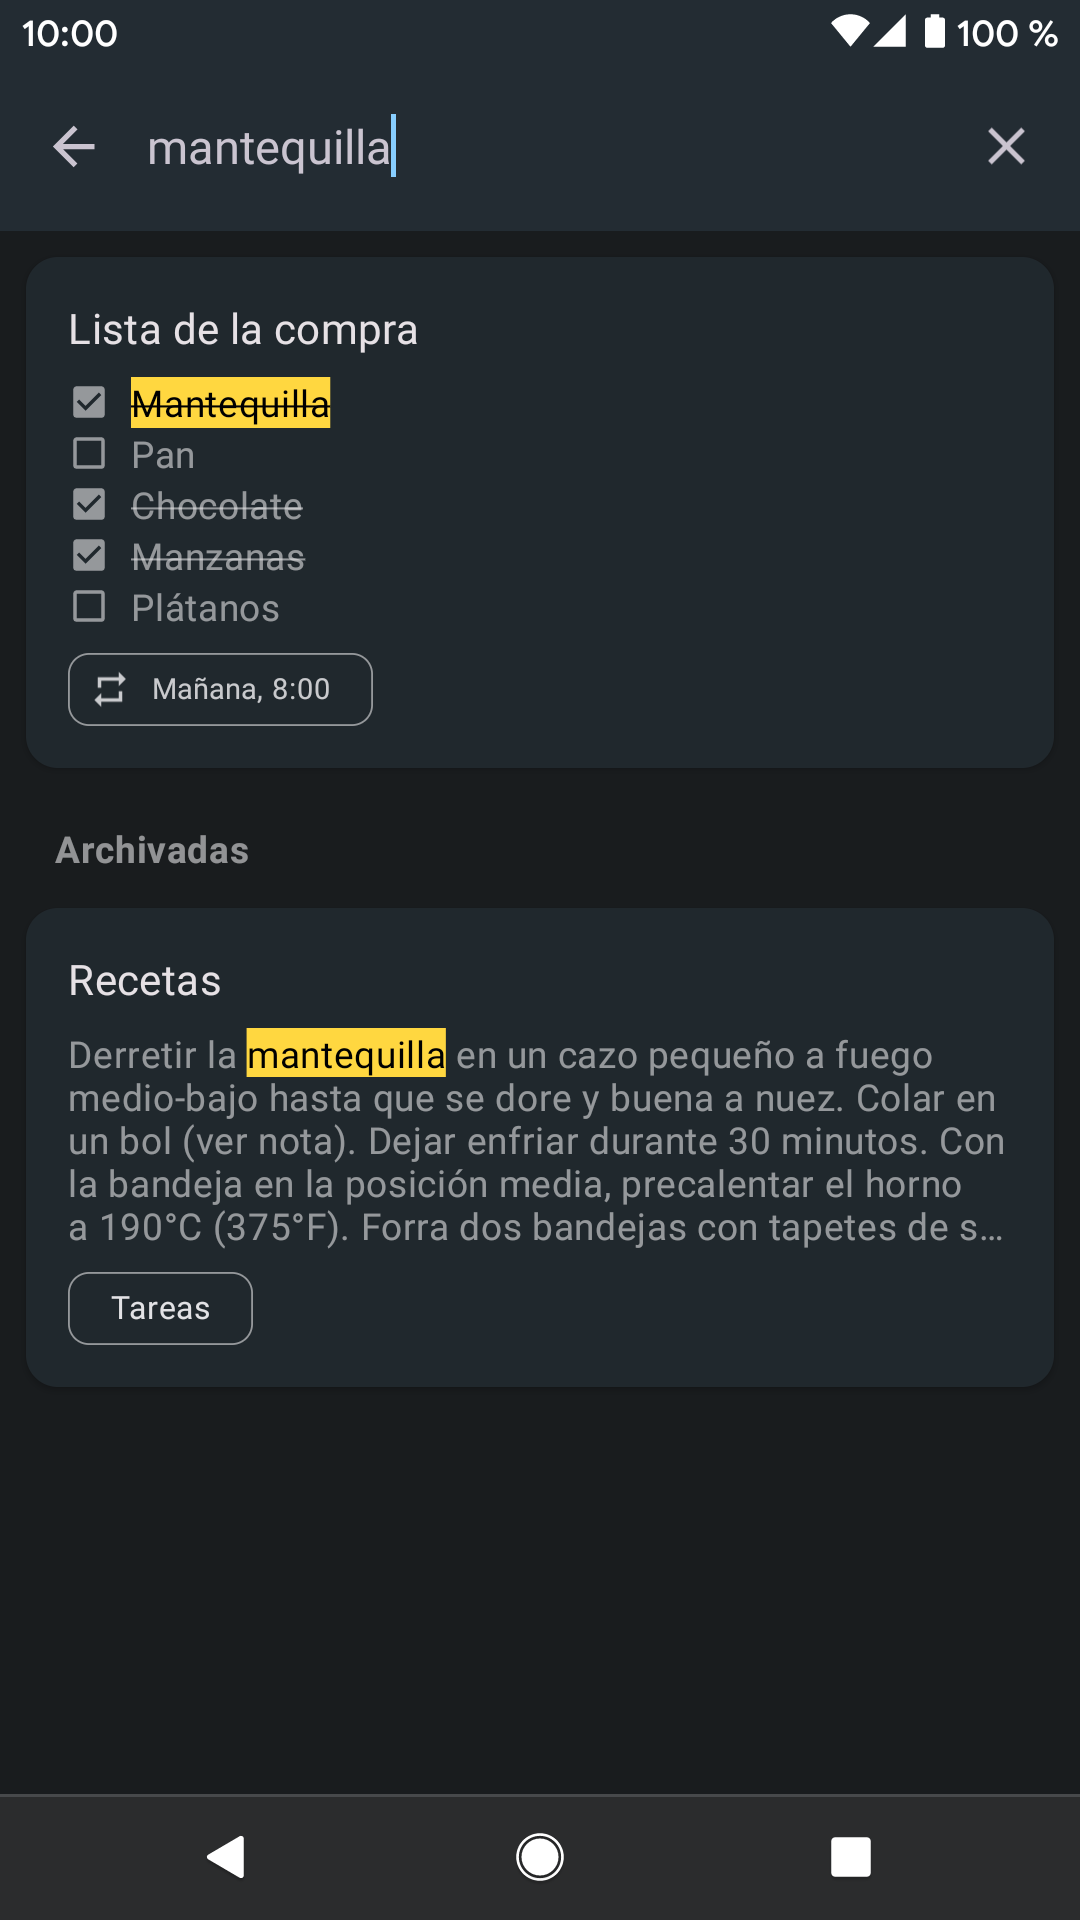 10:00 100 %
mantequilla
Lista de la compra
Mantequilla
Pan
Chocolate
Manzanas
Plátanos
Mañana, 8:00
Archivadas
Recetas
Derretir la mantequilla en un cazo pequeño a fuego
medio-bajo hasta que se dore y buena a nuez. Colar en
un bol (ver nota). Dejar enfriar durante 30 minutos. Con
la bandeja en la posición media, precalentar el horno
a 190°C (375°F). Forra dos bandejas con tapetes de s...
Tareas